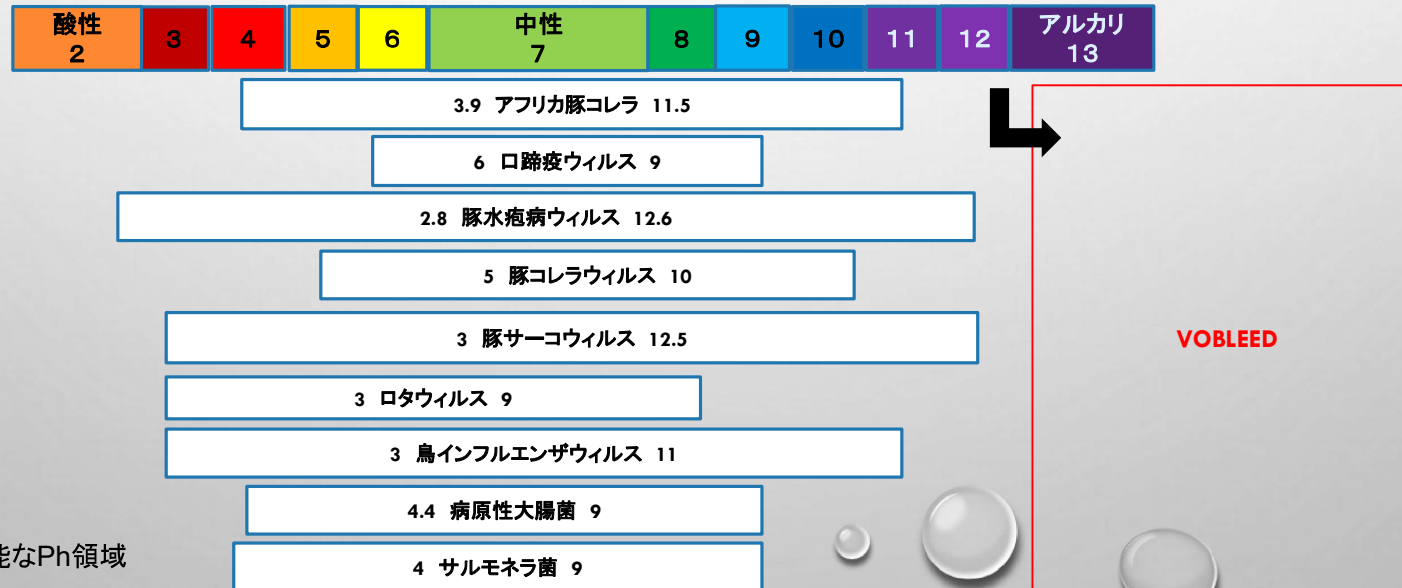 酸性
2
3
4
5
6
中性
7
8
9
10
11
12
アルカリ
13
3.9 アフリカ豚コレラ 11.5
6 口蹄疫ウィルス 9
2.8 豚水疱病ウィルス 12.6
5 豚コレラウィルス 10
3 豚サーコウィルス 12.5
VOBLEED
3 ロタウィルス 9
3 鳥インフルエンザウィルス 11
4.4 病原性大腸菌 9
能なPh領域
4 サルモネラ菌 9